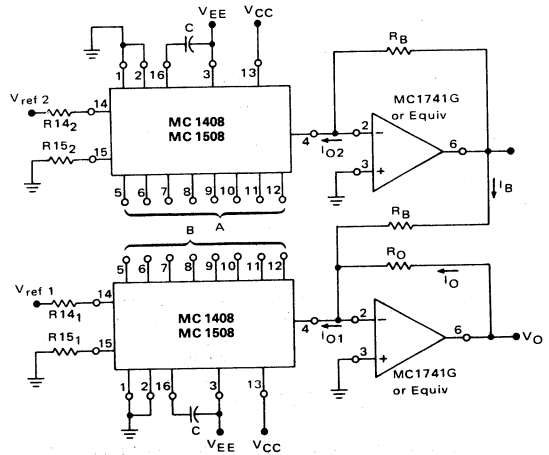 VEE VCC
C
1 2 16 3 13
Vref 2 14
R142
MC 1408
MC 1508
R152 15
4 IO2
RB
MC1741G
or Equiv
2 − 6
3 +
IB
5 6 7 8 9 10 11 12
A
B
5 6 7 8 9 10 11 12
RB
RO
IO
Vref 1 14
R141
MC 1408
MC 1508
R151 15
4 IO1
2 − 6
3 +
VO
MC1741G
or Equiv
1 2 16 3 13
C
VEE VCC